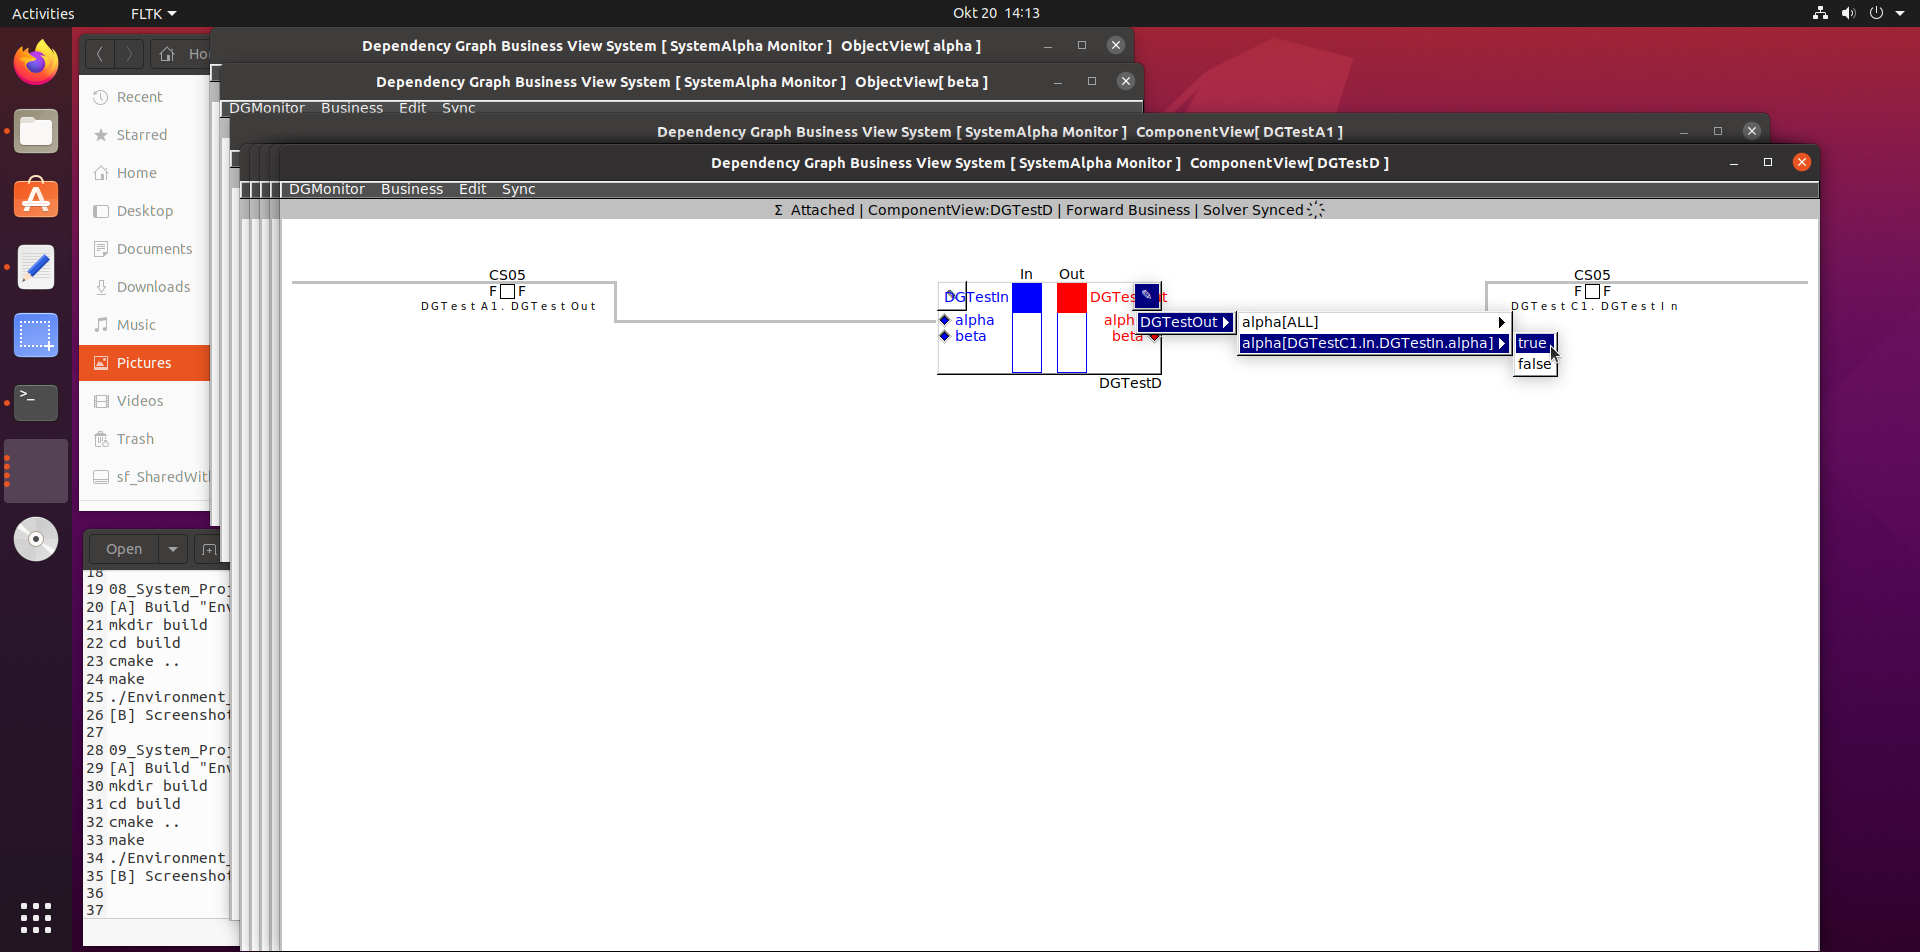 Activities
FLTK
Okt 20 14:13
Dependency Graph Business View System [ SystemAlpha Monitor ] ObjectView[ alpha ]
Dependency Graph Business View System [ SystemAlpha Monitor ] ObjectView[ beta ]
DGMonitor Business Edit Sync
Dependency Graph Business View System [ SystemAlpha Monitor ] ComponentView[ DGTestA1 ]
Dependency Graph Business View System [ SystemAlpha Monitor ] ComponentView[ DGTestD ]
DGMonitor Business Edit Sync
Σ Attached | ComponentView:DGTestD | Forward Business | Solver Synced
Ho
Recent
Starred
Home
Desktop
Documents
Downloads
Music
Pictures
Videos
Trash
sf_SharedWit
CS05
F F
DGTestA1.DGTestOut
In Out
DGTestIn
alpha
beta
alph
beta
DGTestD
DGTestOut
alpha[ALL]
alpha[DGTestC1.In.DGTestIn.alpha]
true
false
CS05
F F
DGTestC1.DGTestIn
Open
18
19 08_System_Proj
20 [A] Build "Env
21 mkdir build
22 cd build
23 cmake ..
24 make
25 ./Environment_
26 [B] Screenshot
27
28 09_System_Proj
29 [A] Build "Env
30 mkdir build
31 cd build
32 cmake ..
33 make
34 ./Environment_
35 [B] Screenshot
36
37